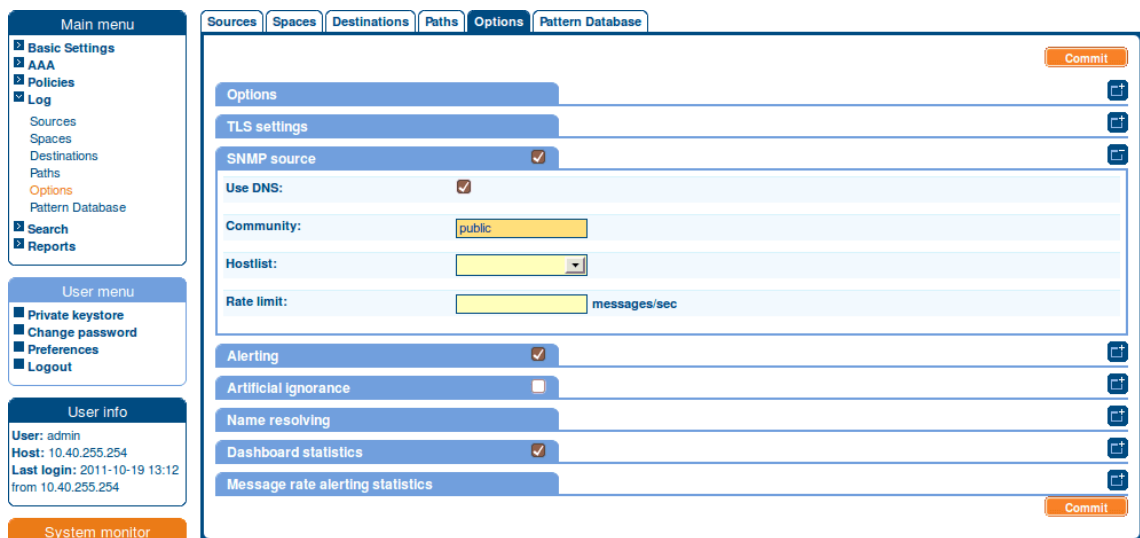 Main menu
Basic Settings
AAA
Policies
Log
Sources
Spaces
Destinations
Paths
Options
Pattern Database
Search
Reports
User menu
Private keystore
Change password
Preferences
Logout
User info
User: admin
Host: 10.40.255.254
Last login: 2011-10-19 13:12
from 10.40.255.254
System monitor
Sources Spaces Destinations Paths Options Pattern Database
Commit
Options
TLS settings
SNMP source
Use DNS:
Community: public
Hostlist:
Rate limit: messages/sec
Alerting
Artificial ignorance
Name resolving
Dashboard statistics
Message rate alerting statistics
Commit